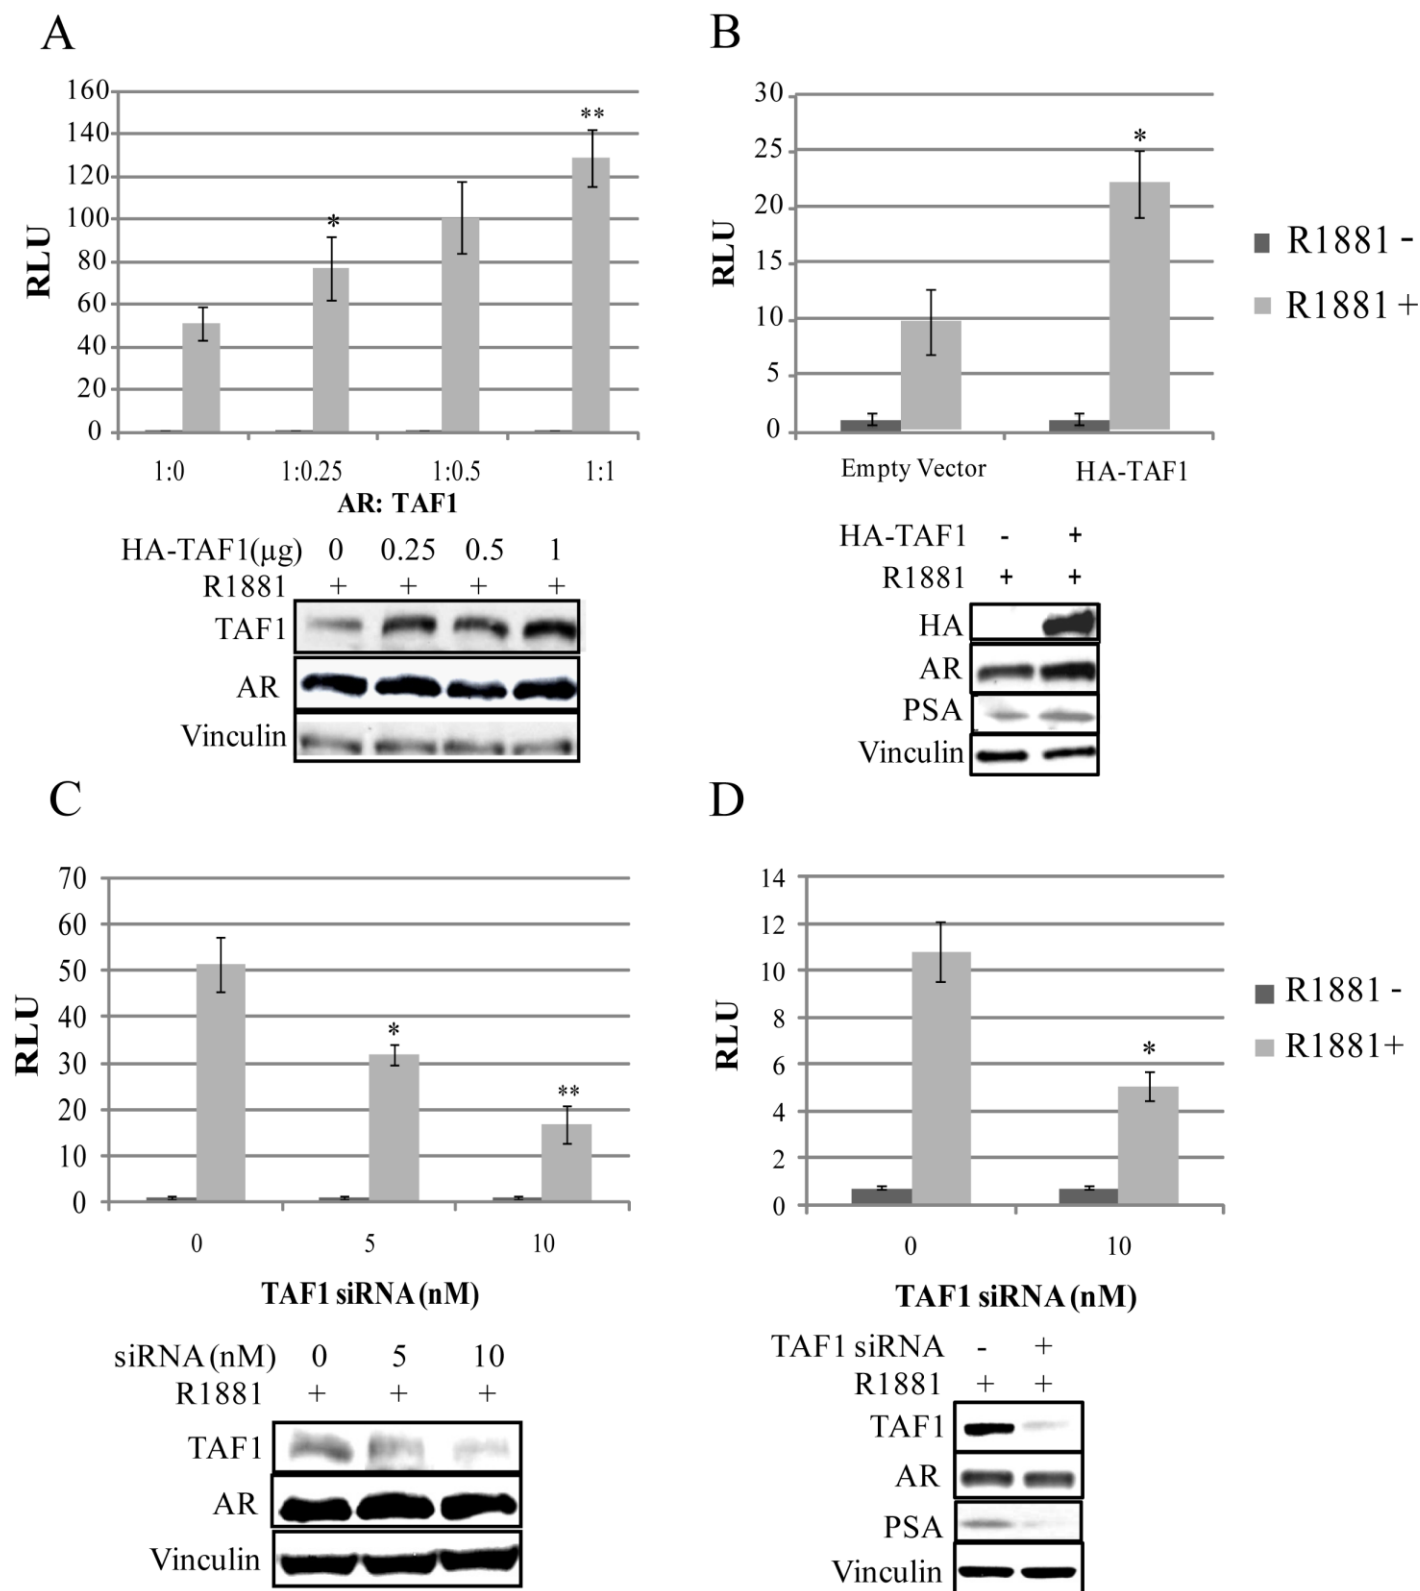 A
160
140
120
100
80
60
40
20
0
RLU
*
**
1:0 1:0.25 1:0.5 1:1
AR: TAF1
HA-TAF1(µg) 0 0.25 0.5 1
R1881 + + + +
TAF1
AR
Vinculin
B
30
25
20
15
10
5
0
RLU
*
Empty Vector HA-TAF1
R1881 -
R1881 +
HA-TAF1 - +
R1881 + +
HA
AR
PSA
Vinculin
C
70
60
50
40
30
20
10
0
RLU
*
**
0 5 10
TAF1 siRNA (nM)
siRNA (nM) 0 5 10
R1881 + + +
TAF1
AR
Vinculin
D
14
12
10
8
6
4
2
0
RLU
*
0 10
TAF1 siRNA (nM)
R1881 -
R1881+
TAF1 siRNA - +
R1881 + +
TAF1
AR
PSA
Vinculin